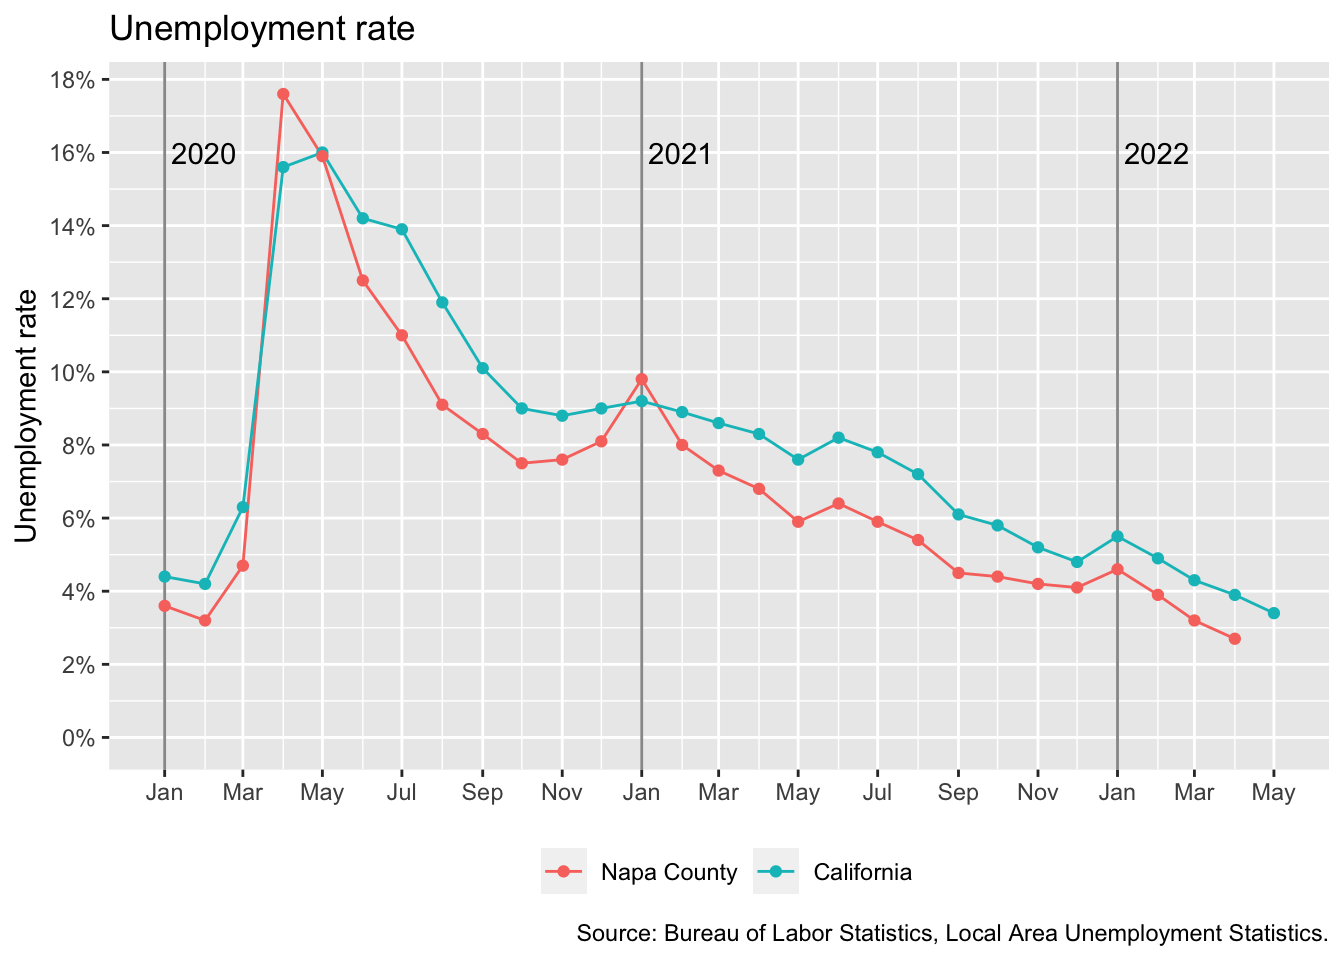 Unemployment rate
18%
16%
14%
12%
10%
8%
6%
4%
2%
0%
Unemployment rate
2020 2021 2022
Jan Mar May Jul Sep Nov Jan Mar May Jul Sep Nov Jan Mar May
Napa County California
Source: Bureau of Labor Statistics, Local Area Unemployment Statistics.